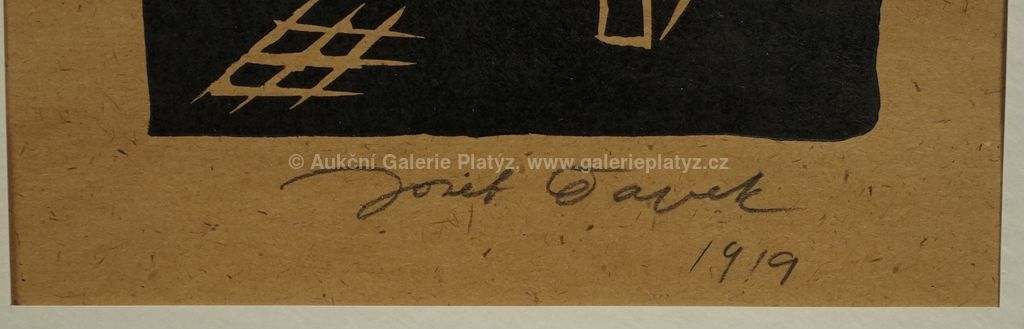 © Aukční Galerie Platýz, www.galerieplatyz.cz
Josef Čapek
1919